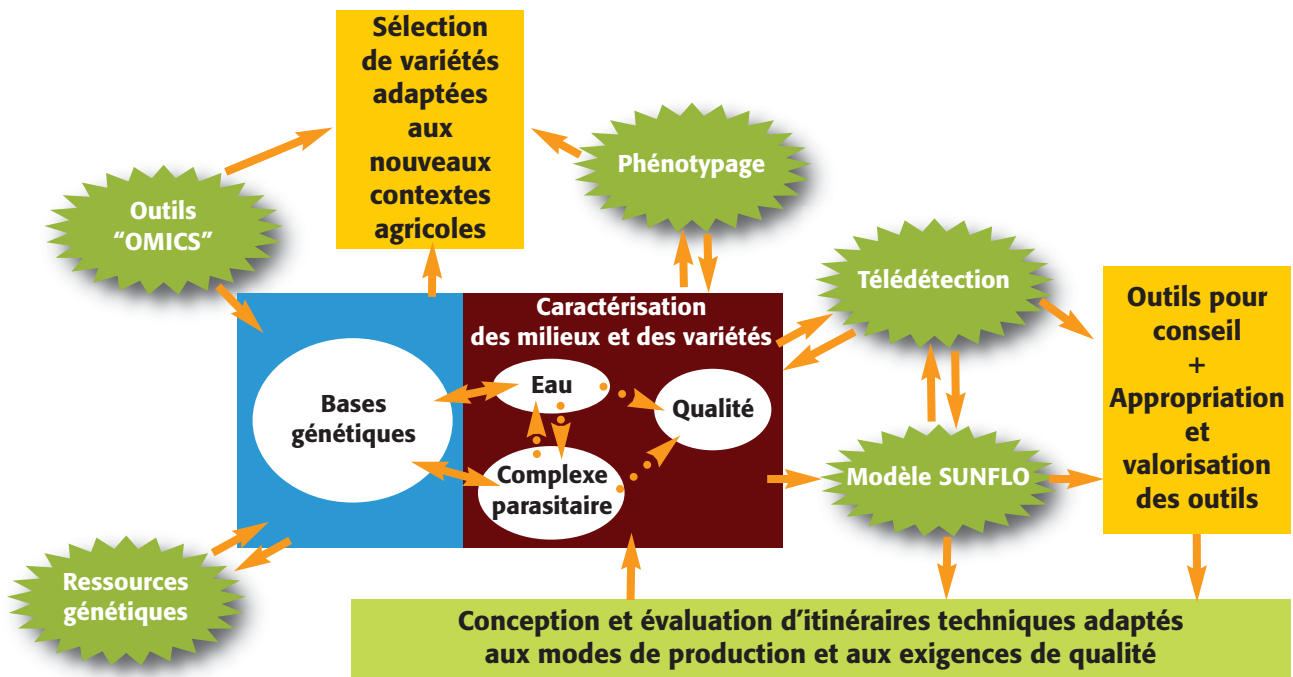 Sélection
de variétés
adaptées
aux
nouveaux
contextes
agricoles
Phénotypage
Outils
“OMICS”
Télédétection
Caractérisation
des milieux et des variétés
Eau
Qualité
Bases
génétiques
Complexe
parasitaire
Modèle SUNFLO
Outils pour
conseil
+
Appropriation
et
valorisation
des outils
Ressources
génétiques
Conception et évaluation d’itinéraires techniques adaptés
aux modes de production et aux exigences de qualité